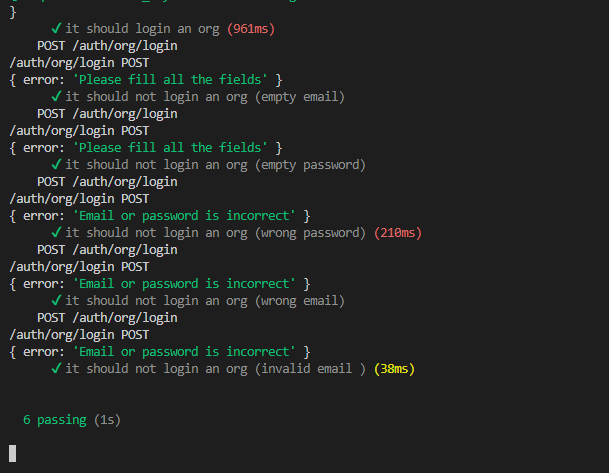 }
✓ it should login an org (961ms)
POST /auth/org/login
/auth/org/login POST
{ error: 'Please fill all the fields' }
✓ it should not login an org (empty email)
POST /auth/org/login
/auth/org/login POST
{ error: 'Please fill all the fields' }
✓ it should not login an org (empty password)
POST /auth/org/login
/auth/org/login POST
{ error: 'Email or password is incorrect' }
✓ it should not login an org (wrong password) (210ms)
POST /auth/org/login
/auth/org/login POST
{ error: 'Email or password is incorrect' }
✓ it should not login an org (wrong email)
POST /auth/org/login
/auth/org/login POST
{ error: 'Email or password is incorrect' }
✓ it should not login an org (invalid email ) (38ms)
6 passing (1s)